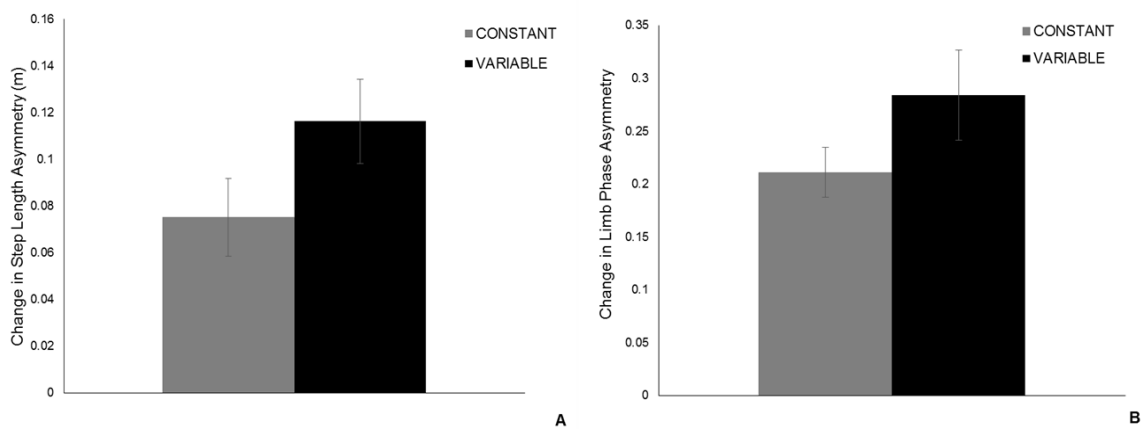 0.16
0.14
0.12
0.1
0.08
0.06
0.04
0.02
0
Change in Step Length Asymmetry (m)
CONSTANT
VARIABLE
A
0.35
0.3
0.25
0.2
0.15
0.1
0.05
0
Change in Limb Phase Asymmetry
CONSTANT
VARIABLE
B